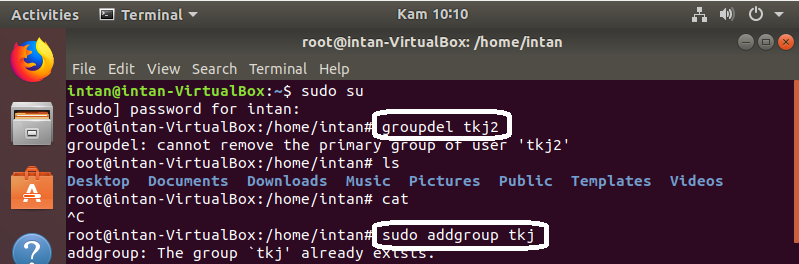 Activities Terminal Kam 10:10
root@intan-VirtualBox: /home/intan
File Edit View Search Terminal Help
intan@intan-VirtualBox:~$ sudo su
[sudo] password for intan:
root@intan-VirtualBox:/home/intan# groupdel tkj2
groupdel: cannot remove the primary group of user 'tkj2'
root@intan-VirtualBox:/home/intan# ls
Desktop Documents Downloads Music Pictures Public Templates Videos
root@intan-VirtualBox:/home/intan# cat
^C
root@intan-VirtualBox:/home/intan# sudo addgroup tkj
addgroup: The group `tkj' already exists.